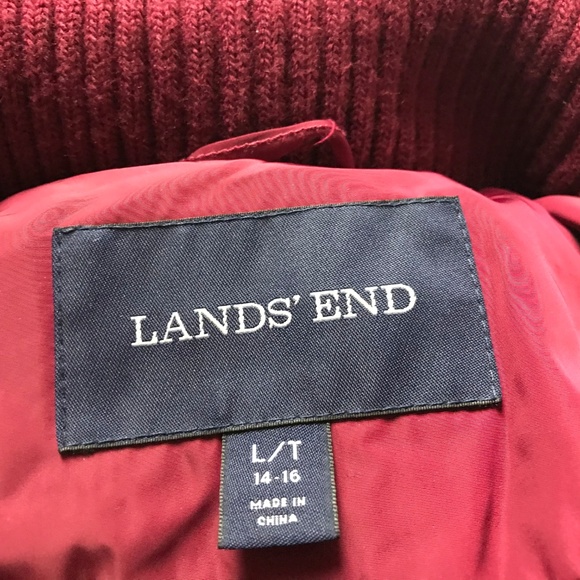 LANDS' END
L/T
14-16
MADE IN
CHINA